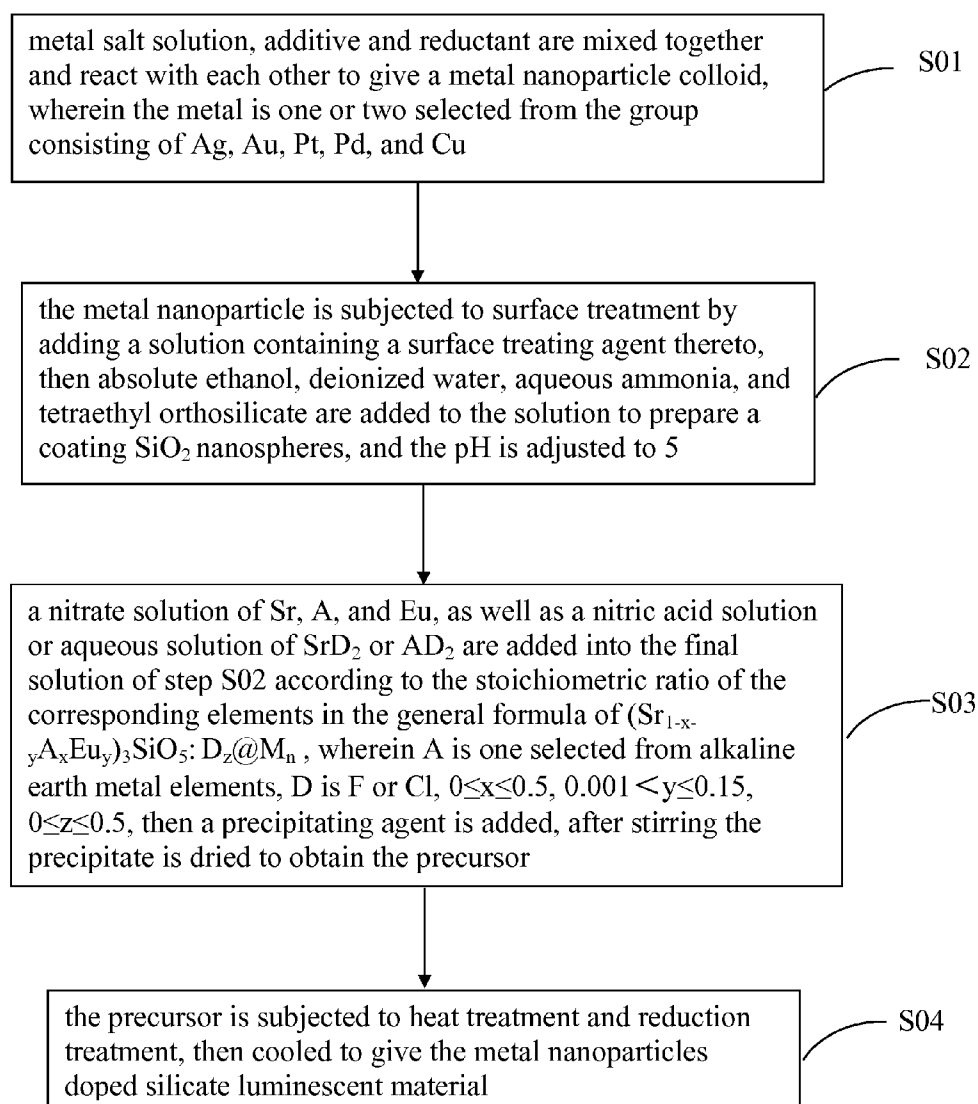 metal salt solution, additive and reductant are mixed together
and react with each other to give a metal nanoparticle colloid,
wherein the metal is one or two selected from the group
consisting of Ag, Au, Pt, Pd, and Cu
S01
the metal nanoparticle is subjected to surface treatment by
adding a solution containing a surface treating agent thereto,
then absolute ethanol, deionized water, aqueous ammonia, and
tetraethyl orthosilicate are added to the solution to prepare a
coating SiO₂ nanospheres, and the pH is adjusted to 5
S02
a nitrate solution of Sr, A, and Eu, as well as a nitric acid solution
or aqueous solution of SrD₂ or AD₂ are added into the final
solution of step S02 according to the stoichiometric ratio of the
corresponding elements in the general formula of (Sr₁₋ₓ₋
yAₓEuy)₃SiO₅: Dz@Mₙ , wherein A is one selected from alkaline
earth metal elements, D is F or Cl, 0≤x≤0.5, 0.001<y≤0.15,
0≤z≤0.5, then a precipitating agent is added, after stirring the
precipitate is dried to obtain the precursor
S03
the precursor is subjected to heat treatment and reduction
treatment, then cooled to give the metal nanoparticles
doped silicate luminescent material
S04